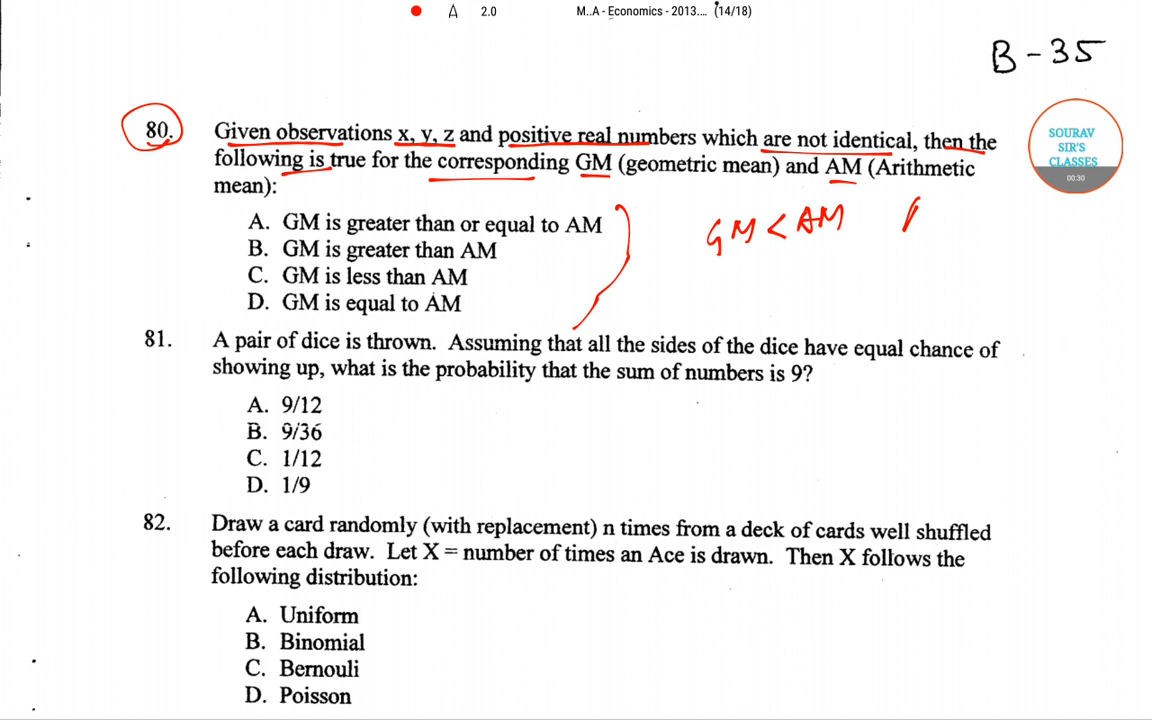 A 2.0 M..A - Economics - 2013.... (14/18)
B - 35
SOURAV
SIR'S
CLASSES
00:30
80. Given observations x, y, z and positive real numbers which are not identical, then the
following is true for the corresponding GM (geometric mean) and AM (Arithmetic
mean):
A. GM is greater than or equal to AM
B. GM is greater than AM
C. GM is less than AM
D. GM is equal to AM
GM < AM
81. A pair of dice is thrown. Assuming that all the sides of the dice have equal chance of
showing up, what is the probability that the sum of numbers is 9?
A. 9/12
B. 9/36
C. 1/12
D. 1/9
82. Draw a card randomly (with replacement) n times from a deck of cards well shuffled
before each draw. Let X = number of times an Ace is drawn. Then X follows the
following distribution:
A. Uniform
B. Binomial
C. Bernouli
D. Poisson